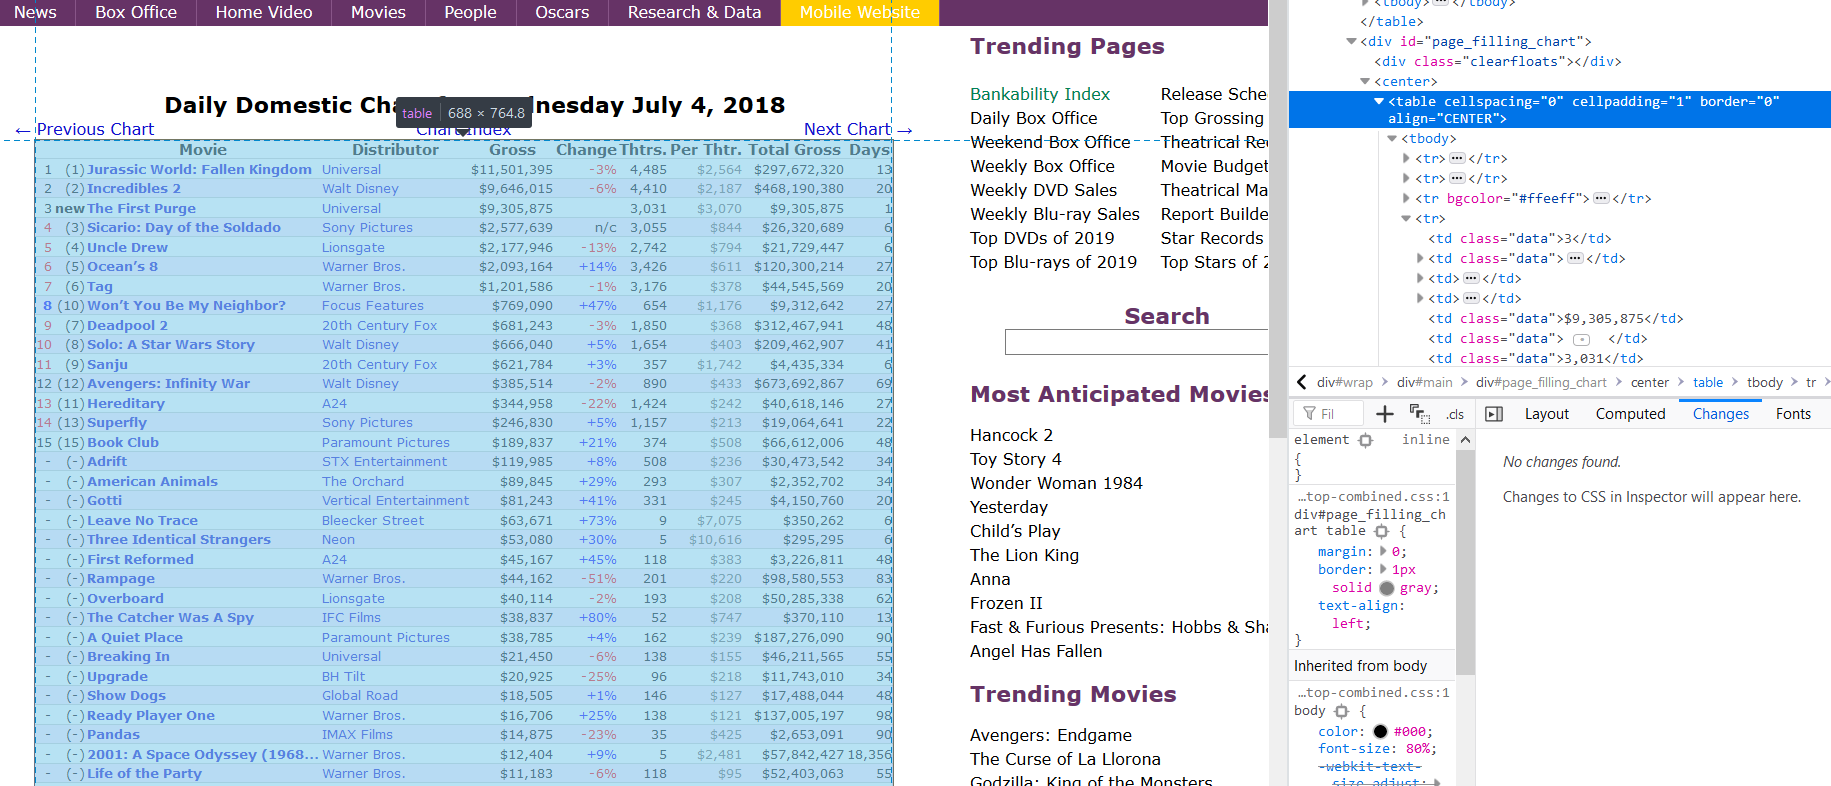 News Box Office Home Video Movies People Oscars Research & Data Mobile Website
Daily Domestic Cha nesday July 4, 2018
table 688 × 764.8
← Previous Chart Chart Index Next Chart →
Movie Distributor Gross Change Thtrs. Per Thtr. Total Gross Days
1 (1) Jurassic World: Fallen Kingdom Universal $11,501,395 -3% 4,485 $2,564 $297,672,320 13
2 (2) Incredibles 2 Walt Disney $9,646,015 -6% 4,410 $2,187 $468,190,380 20
3 new The First Purge Universal $9,305,875 3,031 $3,070 $9,305,875 1
4 (3) Sicario: Day of the Soldado Sony Pictures $2,577,639 n/c 3,055 $844 $26,320,689 6
5 (4) Uncle Drew Lionsgate $2,177,946 -13% 2,742 $794 $21,729,447 6
6 (5) Ocean’s 8 Warner Bros. $2,093,164 +14% 3,426 $611 $120,300,214 27
7 (6) Tag Warner Bros. $1,201,586 -1% 3,176 $378 $44,545,569 20
8 (10) Won’t You Be My Neighbor? Focus Features $769,090 +47% 654 $1,176 $9,312,642 27
9 (7) Deadpool 2 20th Century Fox $681,243 -3% 1,850 $368 $312,467,941 48
10 (8) Solo: A Star Wars Story Walt Disney $666,040 +5% 1,654 $403 $209,462,907 41
11 (9) Sanju 20th Century Fox $621,784 +3% 357 $1,742 $4,435,334 6
12 (12) Avengers: Infinity War Walt Disney $385,514 -2% 890 $433 $673,692,867 69
13 (11) Hereditary A24 $344,958 -22% 1,424 $242 $40,618,146 27
14 (13) Superfly Sony Pictures $246,830 +5% 1,157 $213 $19,064,641 22
15 (15) Book Club Paramount Pictures $189,837 +21% 374 $508 $66,612,006 48
- (-) Adrift STX Entertainment $119,985 +8% 508 $236 $30,473,542 34
- (-) American Animals The Orchard $89,845 +29% 293 $307 $2,352,702 34
- (-) Gotti Vertical Entertainment $81,243 +41% 331 $245 $4,150,760 20
- (-) Leave No Trace Bleecker Street $63,671 +73% 9 $7,075 $350,262 6
- (-) Three Identical Strangers Neon $53,080 +30% 5 $10,616 $295,295 6
- (-) First Reformed A24 $45,167 +45% 118 $383 $3,226,811 48
- (-) Rampage Warner Bros. $44,162 -51% 201 $220 $98,580,553 83
- (-) Overboard Lionsgate $40,114 -2% 193 $208 $50,285,338 62
- (-) The Catcher Was A Spy IFC Films $38,837 +80% 52 $747 $370,110 13
- (-) A Quiet Place Paramount Pictures $38,785 +4% 162 $239 $187,276,090 90
- (-) Breaking In Universal $21,450 -6% 138 $155 $46,211,565 55
- (-) Upgrade BH Tilt $20,925 -25% 96 $218 $11,743,010 34
- (-) Show Dogs Global Road $18,505 +1% 146 $127 $17,488,044 48
- (-) Ready Player One Warner Bros. $16,706 +25% 138 $121 $137,005,197 98
- (-) Pandas IMAX Films $14,875 -23% 35 $425 $2,653,091 90
- (-) 2001: A Space Odyssey (1968... Warner Bros. $12,404 +9% 5 $2,481 $57,842,427 18,356
- (-) Life of the Party Warner Bros. $11,183 -6% 118 $95 $52,403,063 55
Trending Pages
Bankability Index Release Sche
Daily Box Office Top Grossing
Weekend Box Office Theatrical Re
Weekly Box Office Movie Budget
Weekly DVD Sales Theatrical Ma
Weekly Blu-ray Sales Report Builde
Top DVDs of 2019 Star Records
Top Blu-rays of 2019 Top Stars of 2
Search
Most Anticipated Movies
Hancock 2
Toy Story 4
Wonder Woman 1984
Yesterday
Child’s Play
The Lion King
Anna
Frozen II
Fast & Furious Presents: Hobbs & Sha
Angel Has Fallen
Trending Movies
Avengers: Endgame
The Curse of La Llorona
Godzilla: King of the Monsters
<tbody> </tbody>
</table>
<div id="page_filling_chart">
<div class="clearfloats"></div>
<center>
<table cellspacing="0" cellpadding="1" border="0"
align="CENTER">
<tbody>
<tr> </tr>
<tr> </tr>
<tr bgcolor="#ffeeff"> </tr>
<tr>
<td class="data">3</td>
<td class="data"> </td>
<td> </td>
<td> </td>
<td class="data">$9,305,875</td>
<td class="data"> </td>
<td class="data">3,031</td>
div#wrap div#main div#page_filling_chart center table tbody tr
Fil + .cls
Layout Computed Changes Fonts
element inline
{
}
...top-combined.css:1
div#page_filling_ch
art table {
margin: 0;
border: 1px
solid gray;
text-align:
left;
}
Inherited from body
...top-combined.css:1
body {
color: #000;
font-size: 80%;
-webkit-text-
size-adjust:
No changes found.
Changes to CSS in Inspector will appear here.